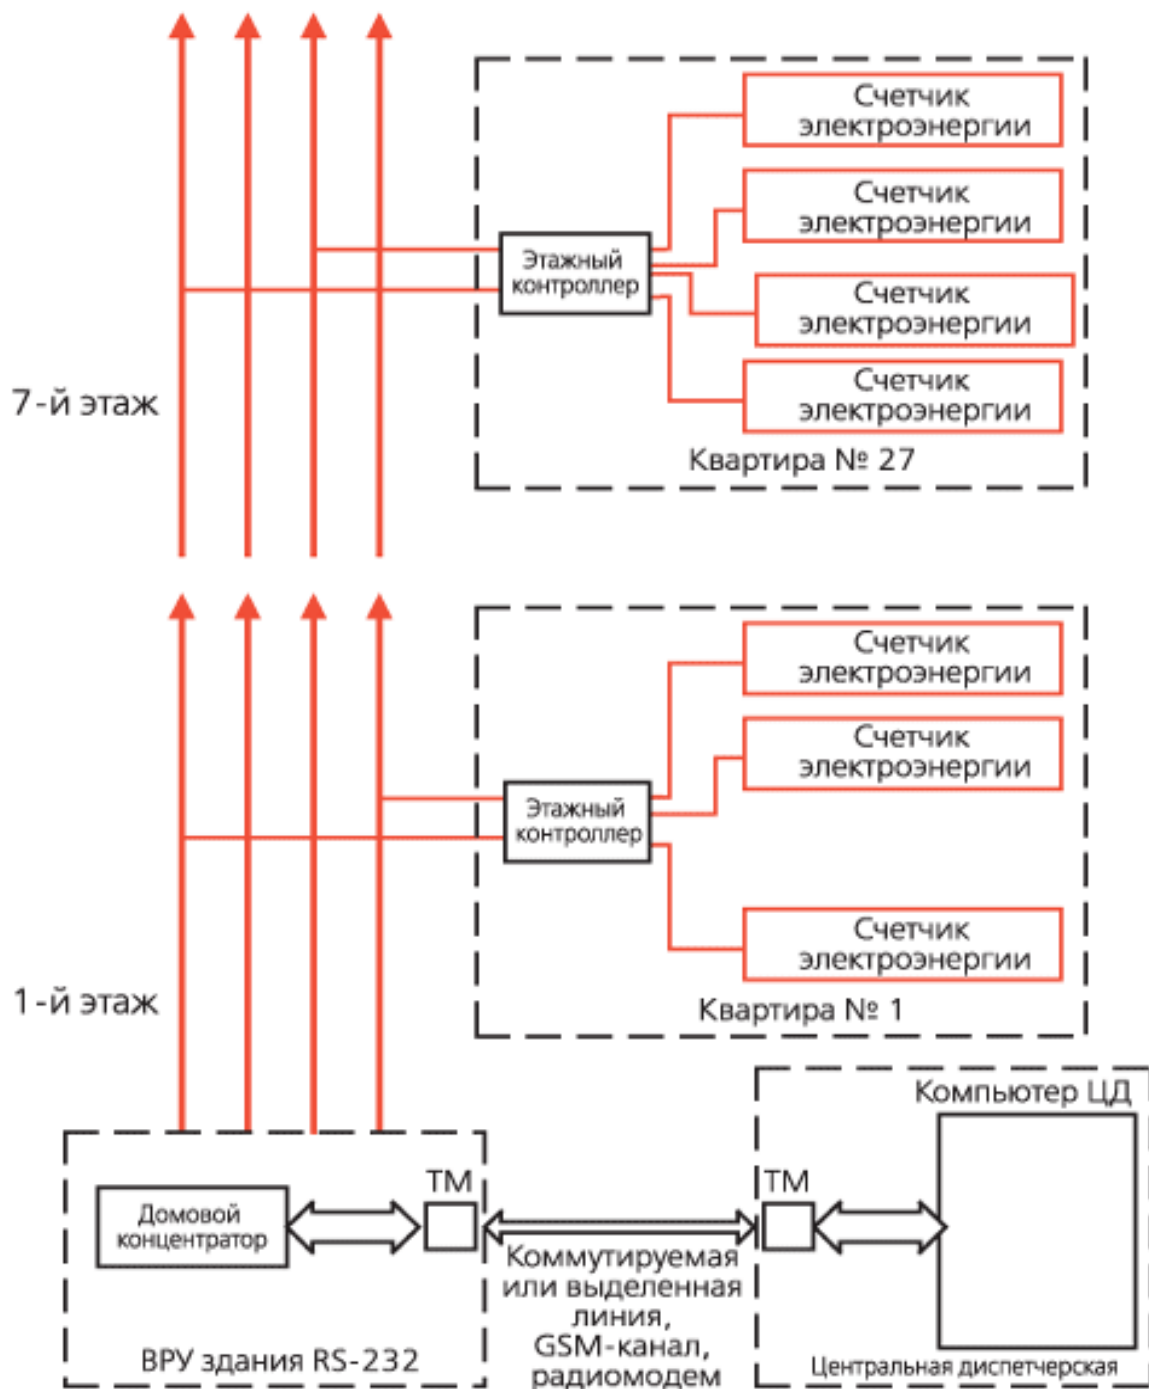 Счетчик
электроэнергии
Счетчик
электроэнергии
Этажный
контроллер
Счетчик
электроэнергии
7-й этаж
Счетчик
электроэнергии
Квартира № 27
Счетчик
электроэнергии
Счетчик
электроэнергии
Этажный
контроллер
Счетчик
электроэнергии
1-й этаж
Квартира № 1
Компьютер ЦД
ТМ
ТМ
Домовой
концентратор
Коммутируемая
или выделенная
линия,
GSM-канал,
радиомодем
ВРУ здания RS-232
Центральная диспетчерская